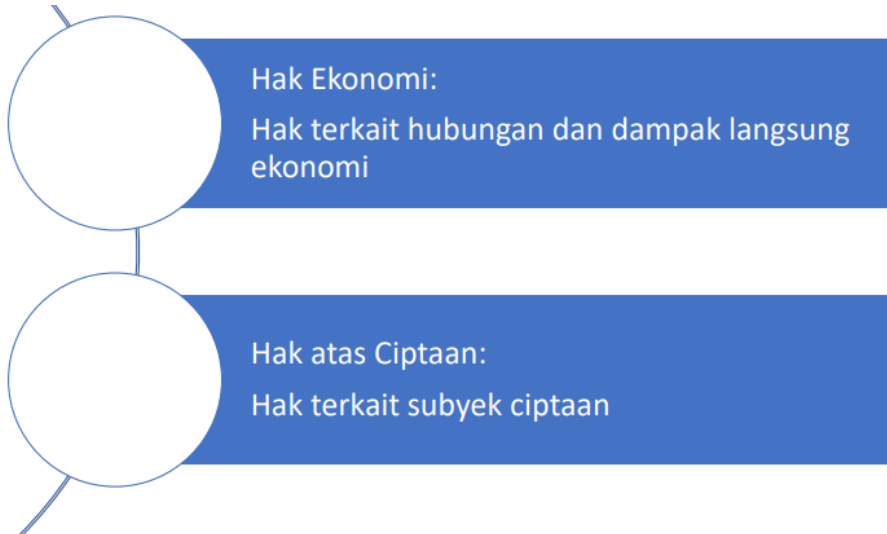 Hak Ekonomi:
Hak terkait hubungan dan dampak langsung
ekonomi
Hak atas Ciptaan:
Hak terkait subyek ciptaan